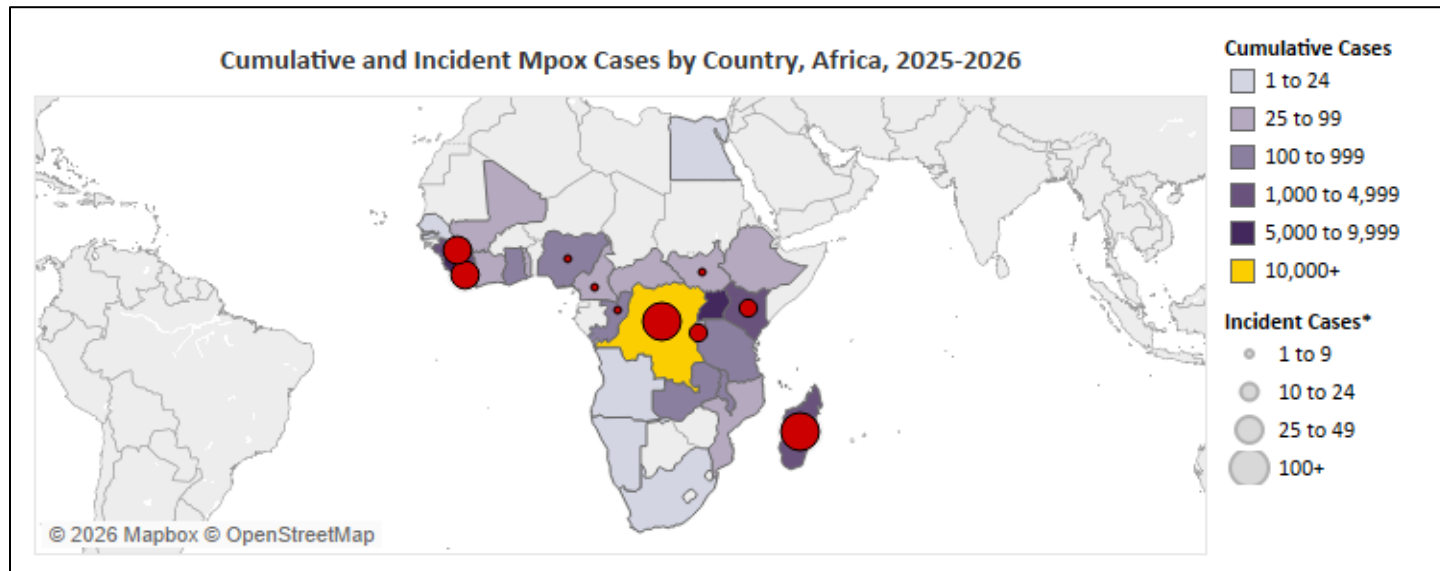 Cumulative and Incident Mpox Cases by Country, Africa, 2025-2026
Cumulative Cases
1 to 24
25 to 99
100 to 999
1,000 to 4,999
5,000 to 9,999
10,000+
Incident Cases*
1 to 9
10 to 24
25 to 49
100+
© 2026 Mapbox © OpenStreetMap